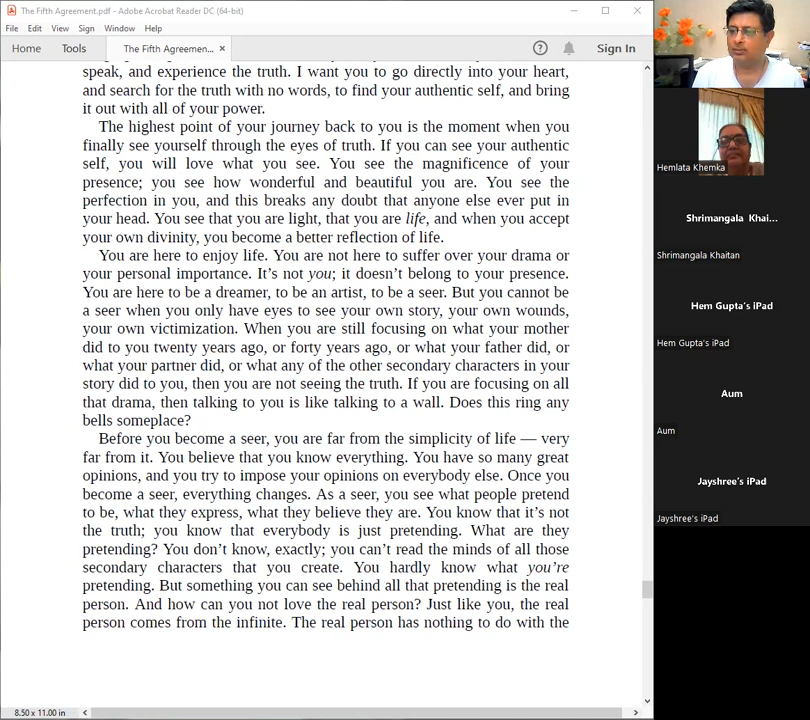 The Fifth Agreement.pdf - Adobe Acrobat Reader DC (64-bit)
File Edit View Sign Window Help
Home Tools The Fifth Agreemen... × Sign In
speak, and experience the truth. I want you to go directly into your heart,
and search for the truth with no words, to find your authentic self, and bring
it out with all of your power.
The highest point of your journey back to you is the moment when you
finally see yourself through the eyes of truth. If you can see your authentic
self, you will love what you see. You see the magnificence of your
presence; you see how wonderful and beautiful you are. You see the
perfection in you, and this breaks any doubt that anyone else ever put in
your head. You see that you are light, that you are life, and when you accept
your own divinity, you become a better reflection of life.
You are here to enjoy life. You are not here to suffer over your drama or
your personal importance. It’s not you; it doesn’t belong to your presence.
You are here to be a dreamer, to be an artist, to be a seer. But you cannot be
a seer when you only have eyes to see your own story, your own wounds,
your own victimization. When you are still focusing on what your mother
did to you twenty years ago, or forty years ago, or what your father did, or
what your partner did, or what any of the other secondary characters in your
story did to you, then you are not seeing the truth. If you are focusing on all
that drama, then talking to you is like talking to a wall. Does this ring any
bells someplace?
Before you become a seer, you are far from the simplicity of life — very
far from it. You believe that you know everything. You have so many great
opinions, and you try to impose your opinions on everybody else. Once you
become a seer, everything changes. As a seer, you see what people pretend
to be, what they express, what they believe they are. You know that it’s not
the truth; you know that everybody is just pretending. What are they
pretending? You don’t know, exactly; you can’t read the minds of all those
secondary characters that you create. You hardly know what you’re
pretending. But something you can see behind all that pretending is the real
person. And how can you not love the real person? Just like you, the real
person comes from the infinite. The real person has nothing to do with the
8.50 x 11.00 in
Hemlata Khemka
Shrimangala Khai...
Shrimangala Khaitan
Hem Gupta's iPad
Hem Gupta's iPad
Aum
Aum
Jayshree's iPad
Jayshree's iPad